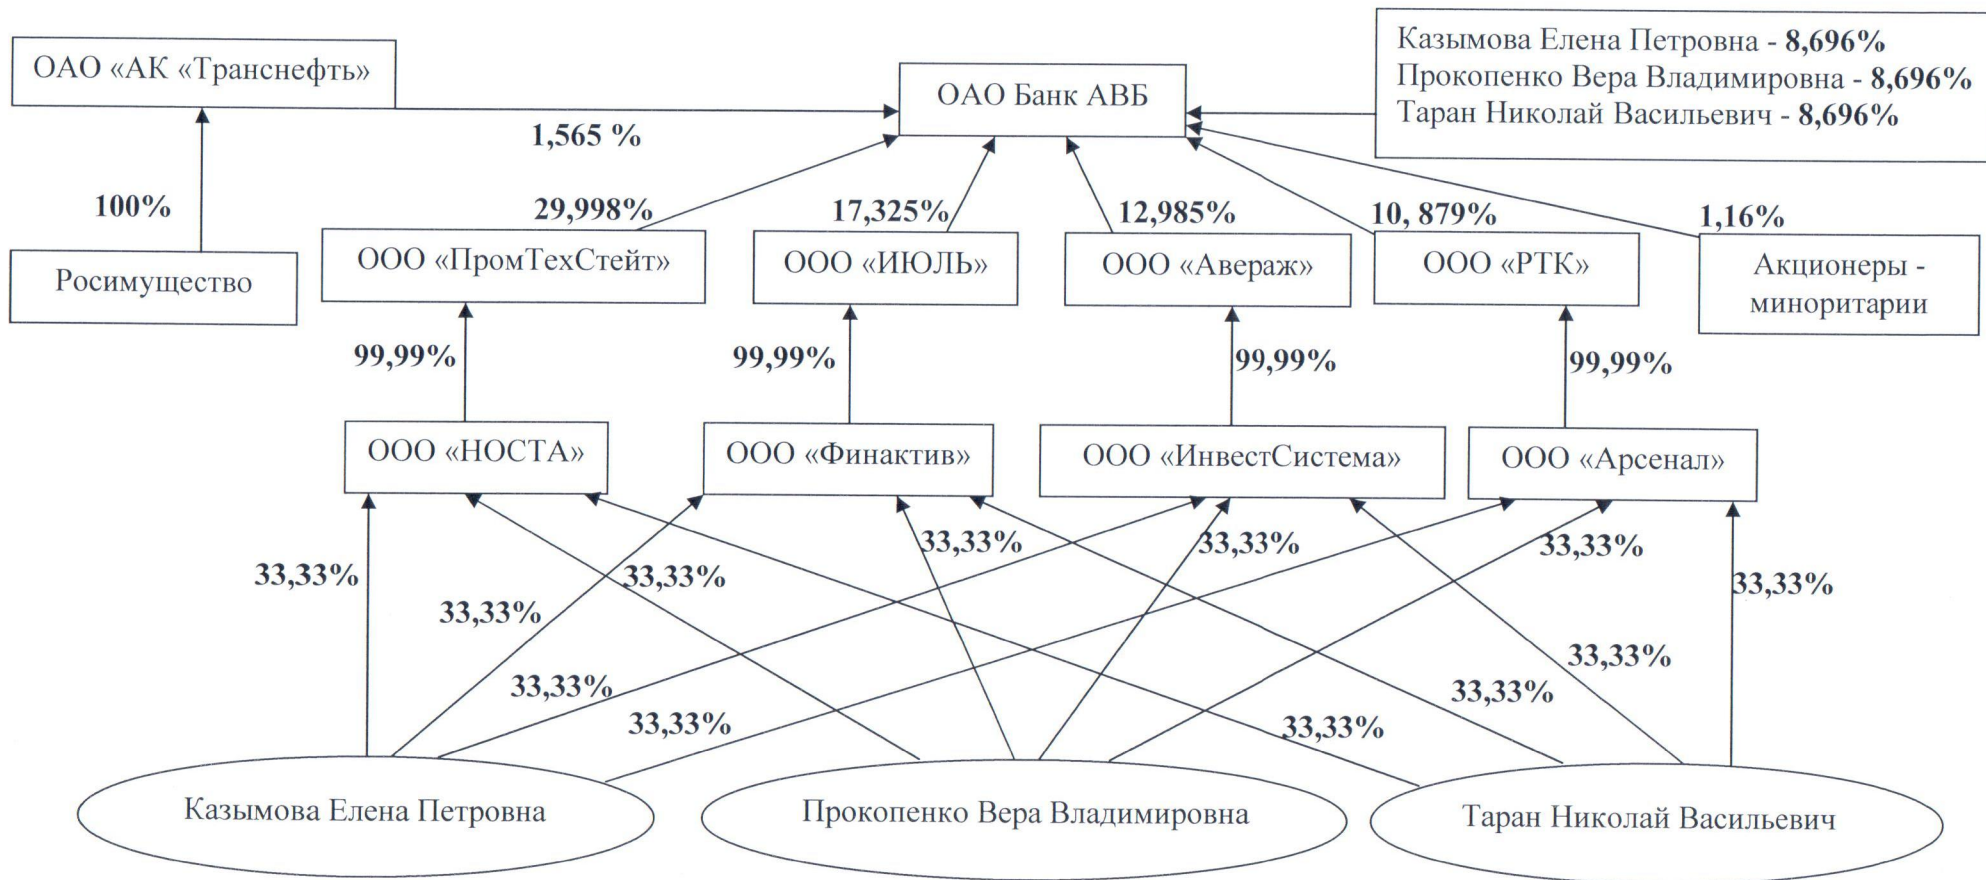 Казымова Елена Петровна - 8,696%
Прокопенко Вера Владимировна - 8,696%
Таран Николай Васильевич - 8,696%
ОАО «АК «Транснефть»
ОАО Банк АВБ
1,565 %
100%
29,998%
17,325%
12,985%
10, 879%
1,16%
Росимущество
ООО «ПромТехСтейт»
ООО «ИЮЛЬ»
ООО «Авераж»
ООО «РТК»
Акционеры -
миноритарии
99,99%
99,99%
99,99%
99,99%
ООО «НОСТА»
ООО «Финактив»
ООО «ИнвестСистема»
ООО «Арсенал»
33,33%
33,33%
33,33%
33,33%
33,33%
33,33%
33,33%
33,33%
33,33%
33,33%
33,33%
33,33%
Казымова Елена Петровна
Прокопенко Вера Владимировна
Таран Николай Васильевич